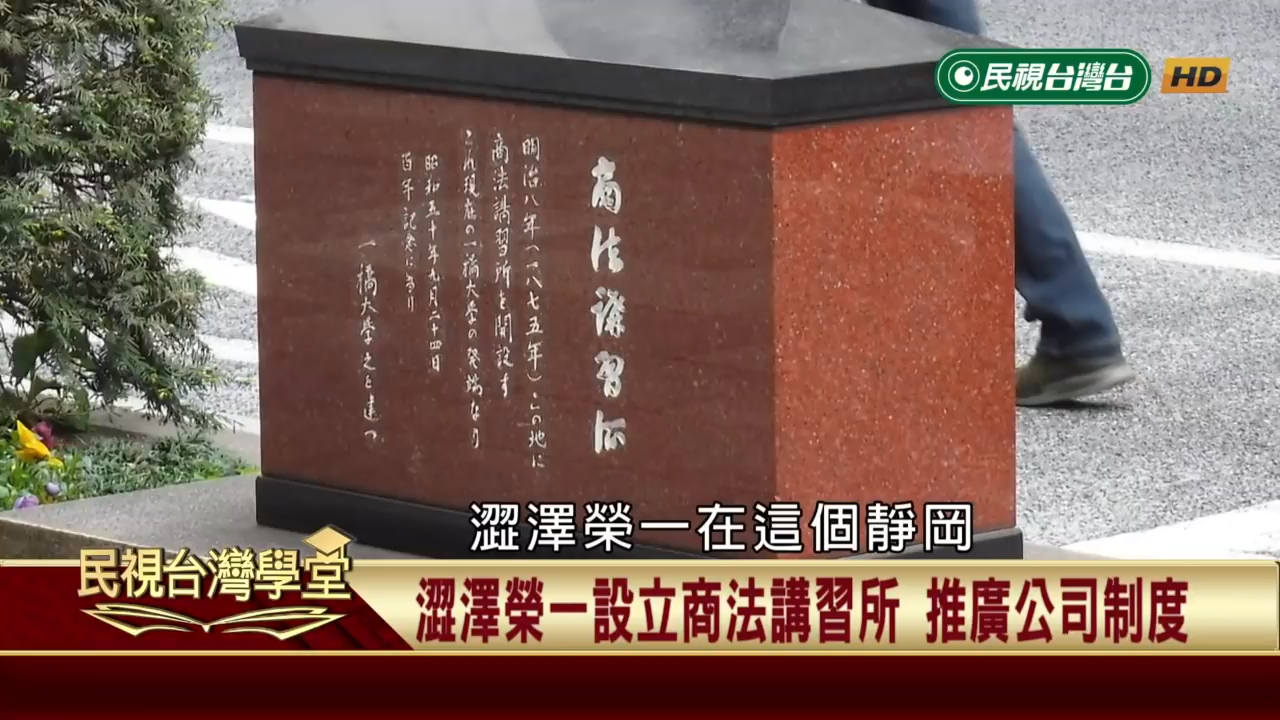 民視台灣台 HD
商法講習所
明治八年(一八七五年)、この地に
商法講習所を開設す
これ現在の一橋大学の発端なり
昭和五十年九月二十四日
百年記念に当り
一橋大学之を建つ
澀澤榮一在這個靜岡
民視台灣學堂
澀澤榮一設立商法講習所 推廣公司制度